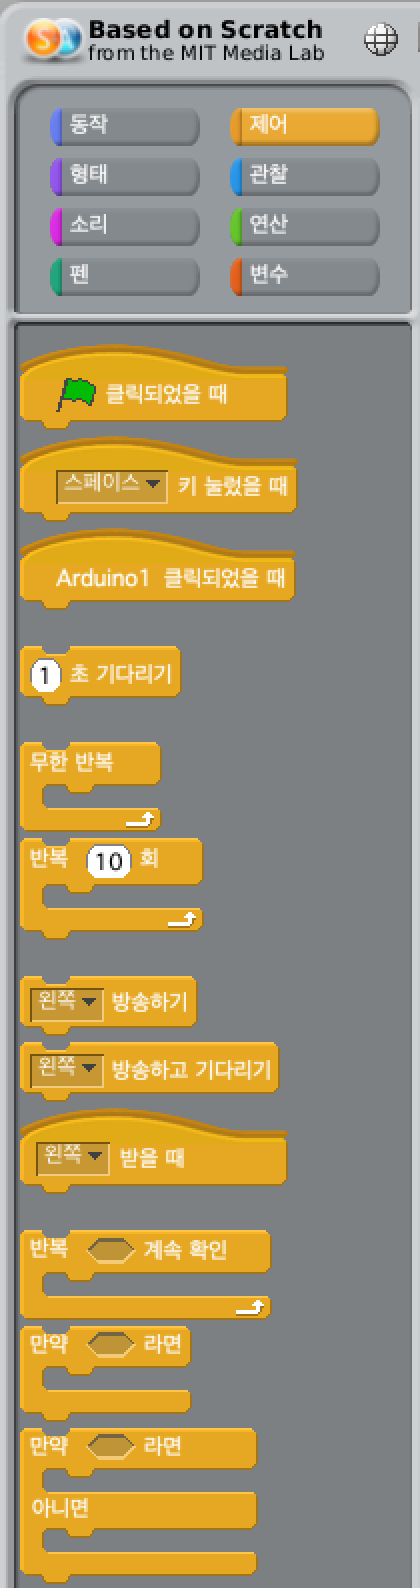 Based on Scratch
from the MIT Media Lab
동작 제어
형태 관찰
소리 연산
펜 변수
클릭되었을 때
스페이스 키 눌렀을 때
Arduino1 클릭되었을 때
1 초 기다리기
무한 반복
반복 10 회
왼쪽 방송하기
왼쪽 방송하고 기다리기
왼쪽 받을 때
반복 계속 확인
만약 라면
만약 라면
아니면